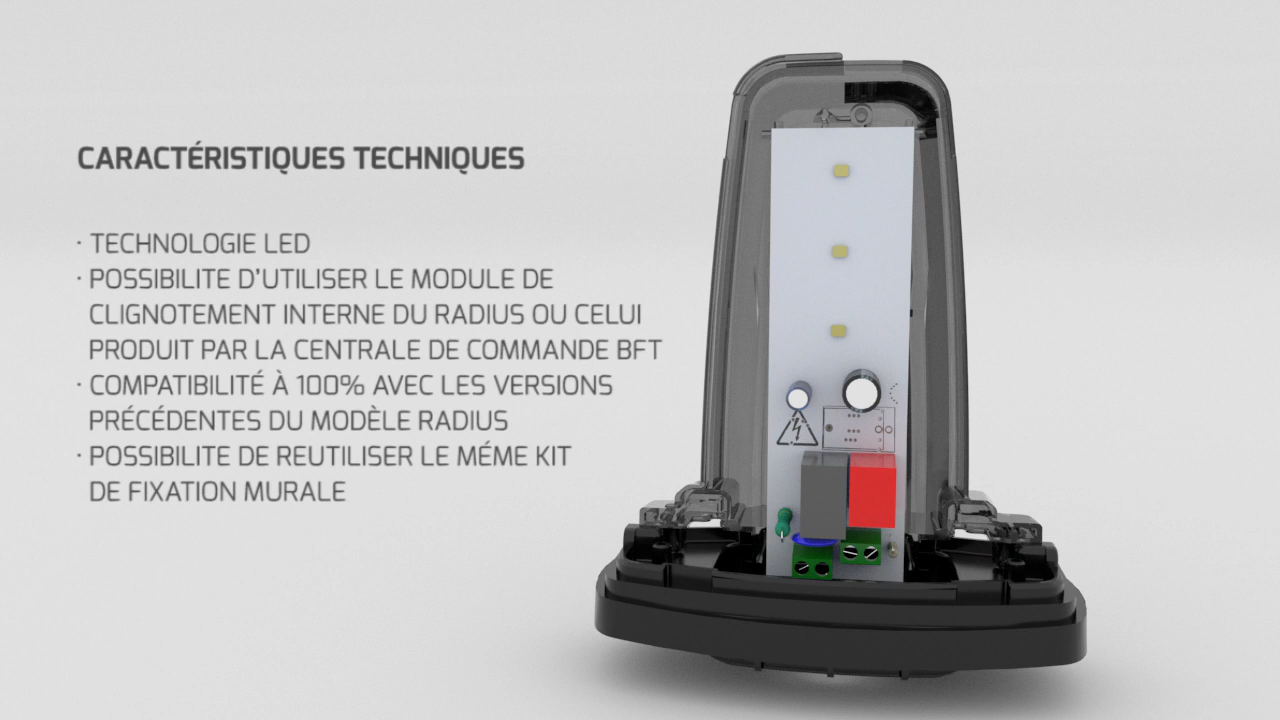 CARACTÉRISTIQUES TECHNIQUES
· TECHNOLOGIE LED
· POSSIBILITE D'UTILISER LE MODULE DE
CLIGNOTEMENT INTERNE DU RADIUS OU CELUI
PRODUIT PAR LA CENTRALE DE COMMANDE BFT
· COMPATIBILITÉ À 100% AVEC LES VERSIONS
PRÉCÉDENTES DU MODÈLE RADIUS
· POSSIBILITE DE REUTILISER LE MÉME KIT
DE FIXATION MURALE